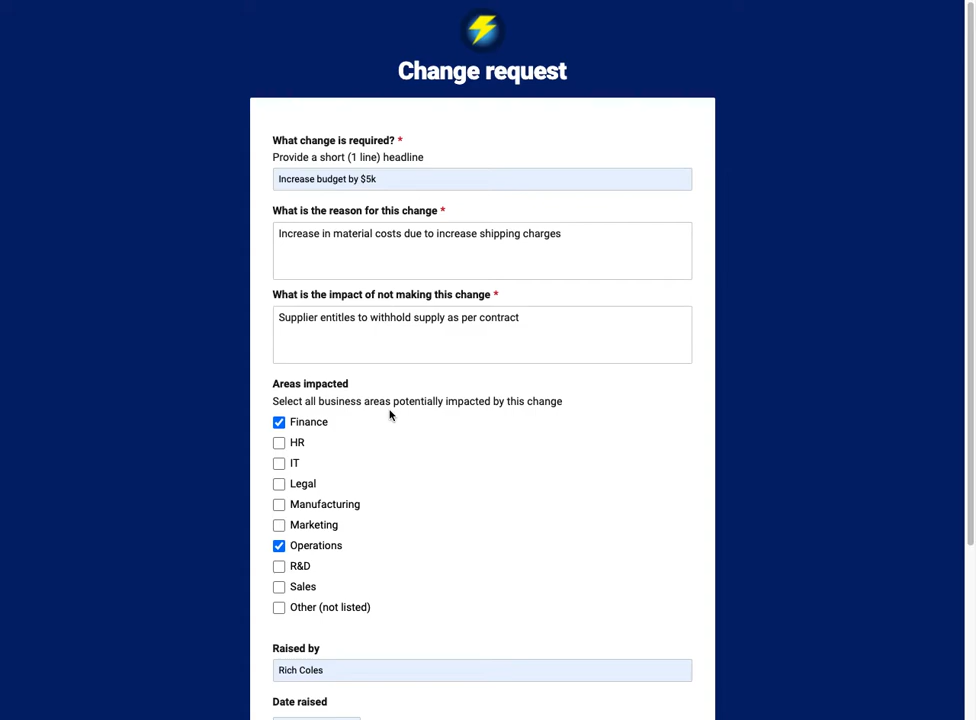 Change request
What change is required? *
Provide a short (1 line) headline
Increase budget by $5k
What is the reason for this change *
Increase in material costs due to increase shipping charges
What is the impact of not making this change *
Supplier entitles to withhold supply as per contract
Areas impacted
Select all business areas potentially impacted by this change
Finance
HR
IT
Legal
Manufacturing
Marketing
Operations
R&D
Sales
Other (not listed)
Raised by
Rich Coles
Date raised